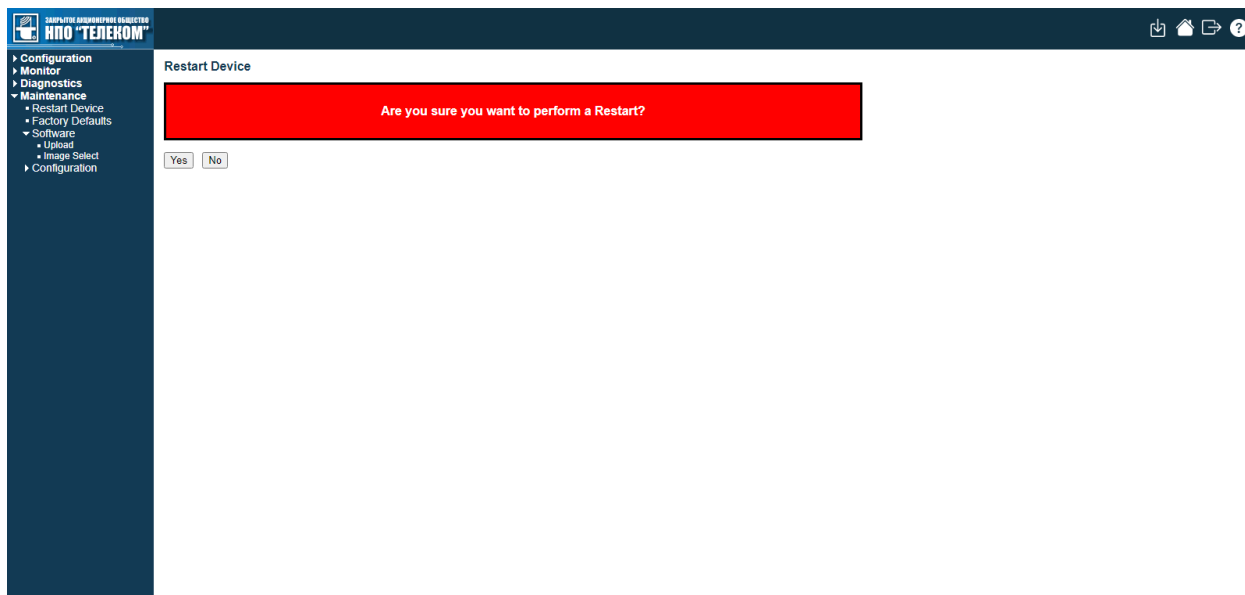 ЗАКРЫТОЕ АКЦИОНЕРНОЕ ОБЩЕСТВО
НПО "ТЕЛЕКОМ"
Configuration
Monitor
Diagnostics
Maintenance
Restart Device
Factory Defaults
Software
Upload
Image Select
Configuration
Restart Device
Are you sure you want to perform a Restart?
Yes No